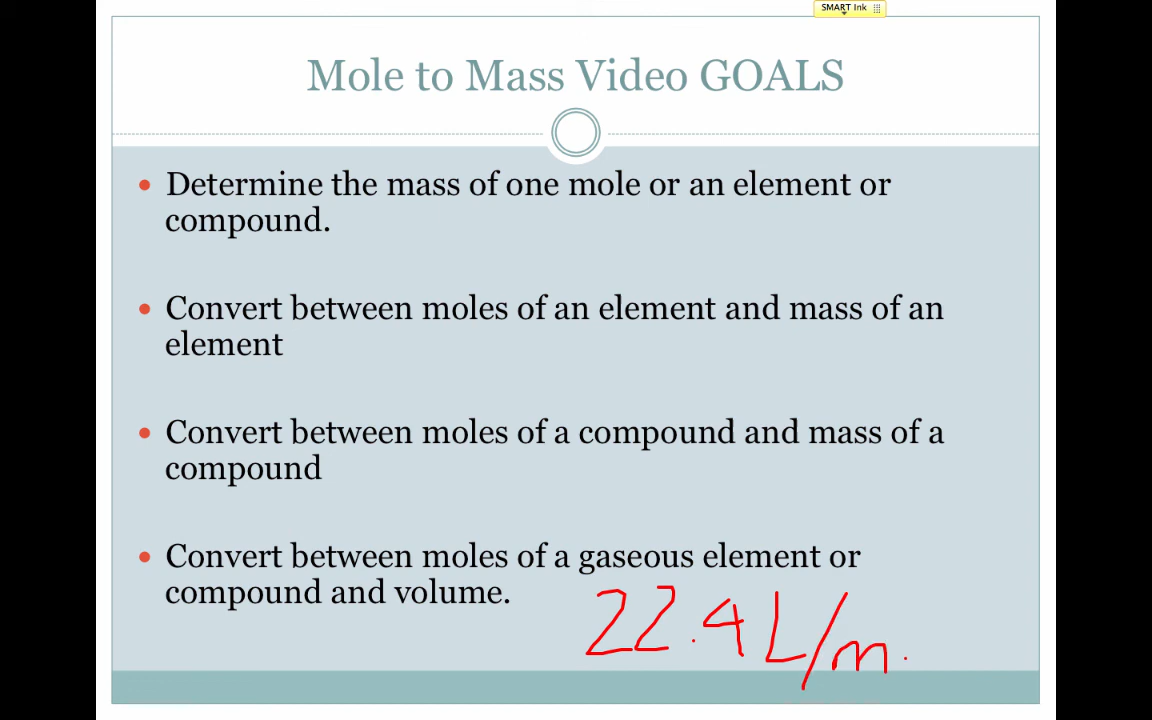 SMART Ink
Mole to Mass Video GOALS
• Determine the mass of one mole or an element or
compound.
• Convert between moles of an element and mass of an
element
• Convert between moles of a compound and mass of a
compound
• Convert between moles of a gaseous element or
compound and volume.
22.4 L/m.